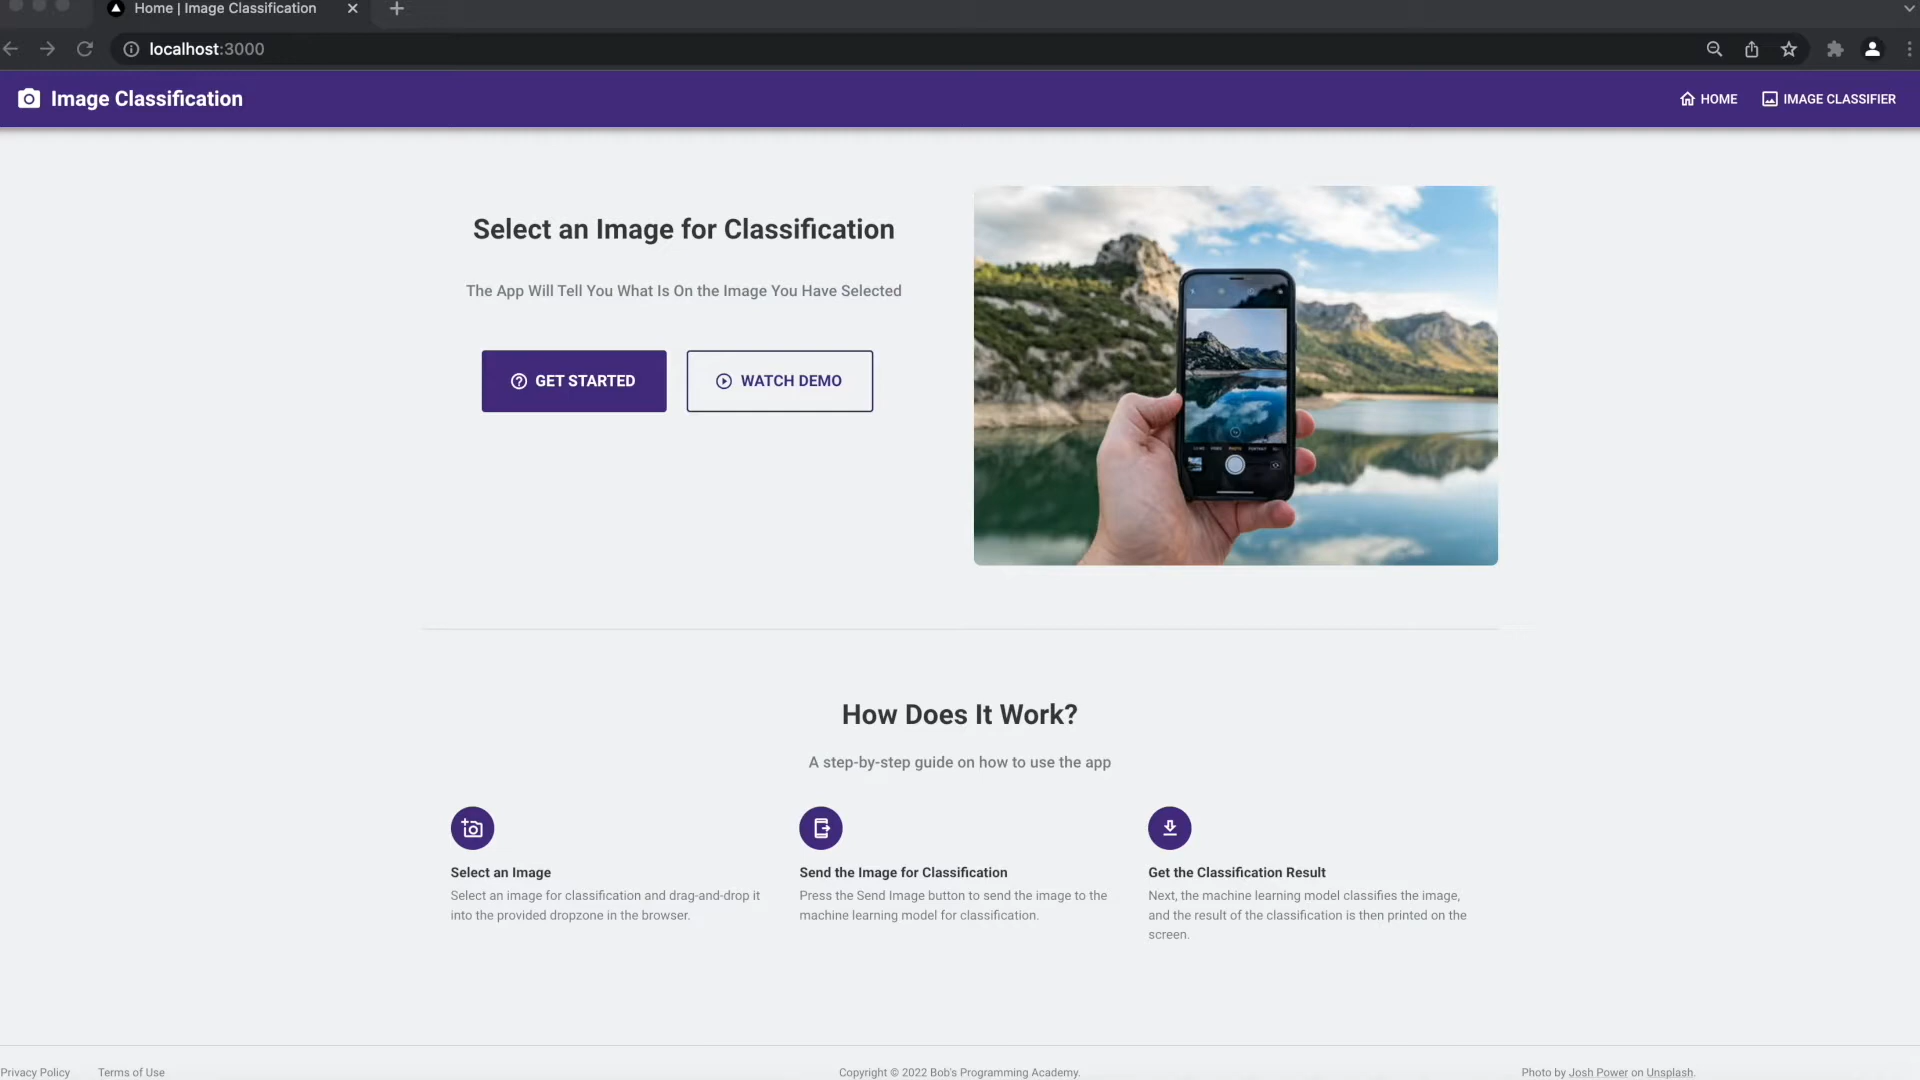 Home | Image Classification
localhost:3000
Image Classification
HOME
IMAGE CLASSIFIER
Select an Image for Classification
The App Will Tell You What Is On the Image You Have Selected
GET STARTED
WATCH DEMO
How Does It Work?
A step-by-step guide on how to use the app
Select an Image
Select an image for classification and drag-and-drop it
into the provided dropzone in the browser.
Send the Image for Classification
Press the Send Image button to send the image to the
machine learning model for classification.
Get the Classification Result
Next, the machine learning model classifies the image,
and the result of the classification is then printed on the
screen.
Privacy Policy
Terms of Use
Copyright © 2022 Bob's Programming Academy.
Photo by Josh Power on Unsplash.